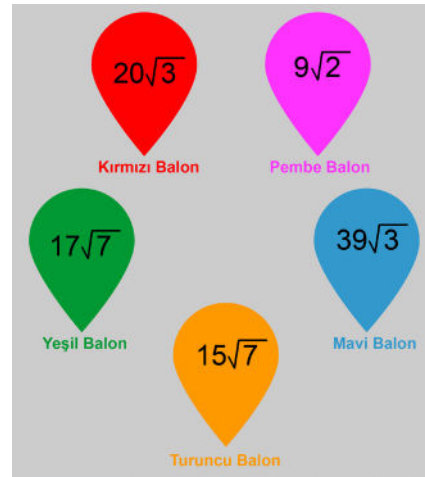 20√3
Kırmızı Balon
9√2
Pembe Balon
17√7
Yeşil Balon
39√3
Mavi Balon
15√7
Turuncu Balon